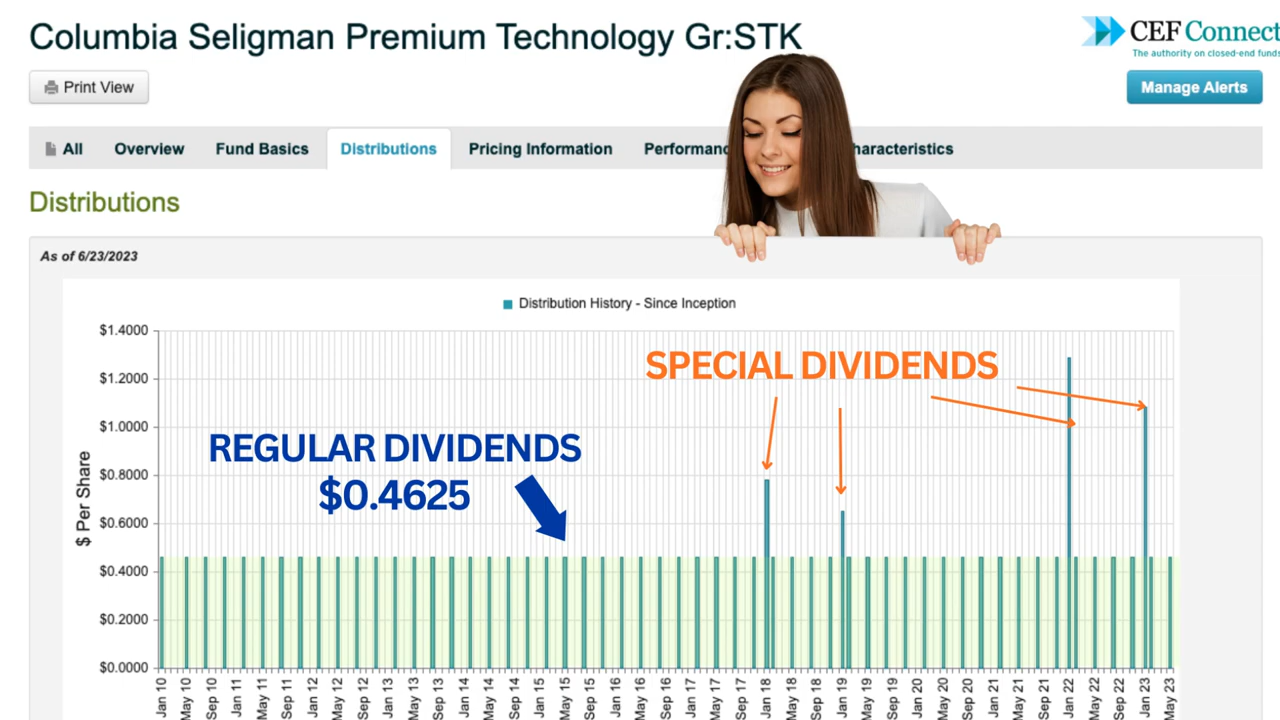 Columbia Seligman Premium Technology Gr:STK
CEF Connect
The authority on closed-end funds
Print View
Manage Alerts
All Overview Fund Basics Distributions Pricing Information Performanc haracteristics
Distributions
As of 6/23/2023
Distribution History - Since Inception
$ Per Share
$1.4000
$1.2000
$1.0000
$0.8000
$0.6000
$0.4000
$0.2000
$0.0000
SPECIAL DIVIDENDS
REGULAR DIVIDENDS
$0.4625
Jan 10
May 10
Sep 10
Jan 11
May 11
Sep 11
Jan 12
May 12
Sep 12
Jan 13
May 13
Sep 13
Jan 14
May 14
Sep 14
Jan 15
May 15
Sep 15
Jan 16
May 16
Sep 16
Jan 17
May 17
Sep 17
Jan 18
May 18
Sep 18
Jan 19
May 19
Sep 19
Jan 20
May 20
Sep 20
Jan 21
May 21
Sep 21
Jan 22
May 22
Sep 22
Jan 23
May 23